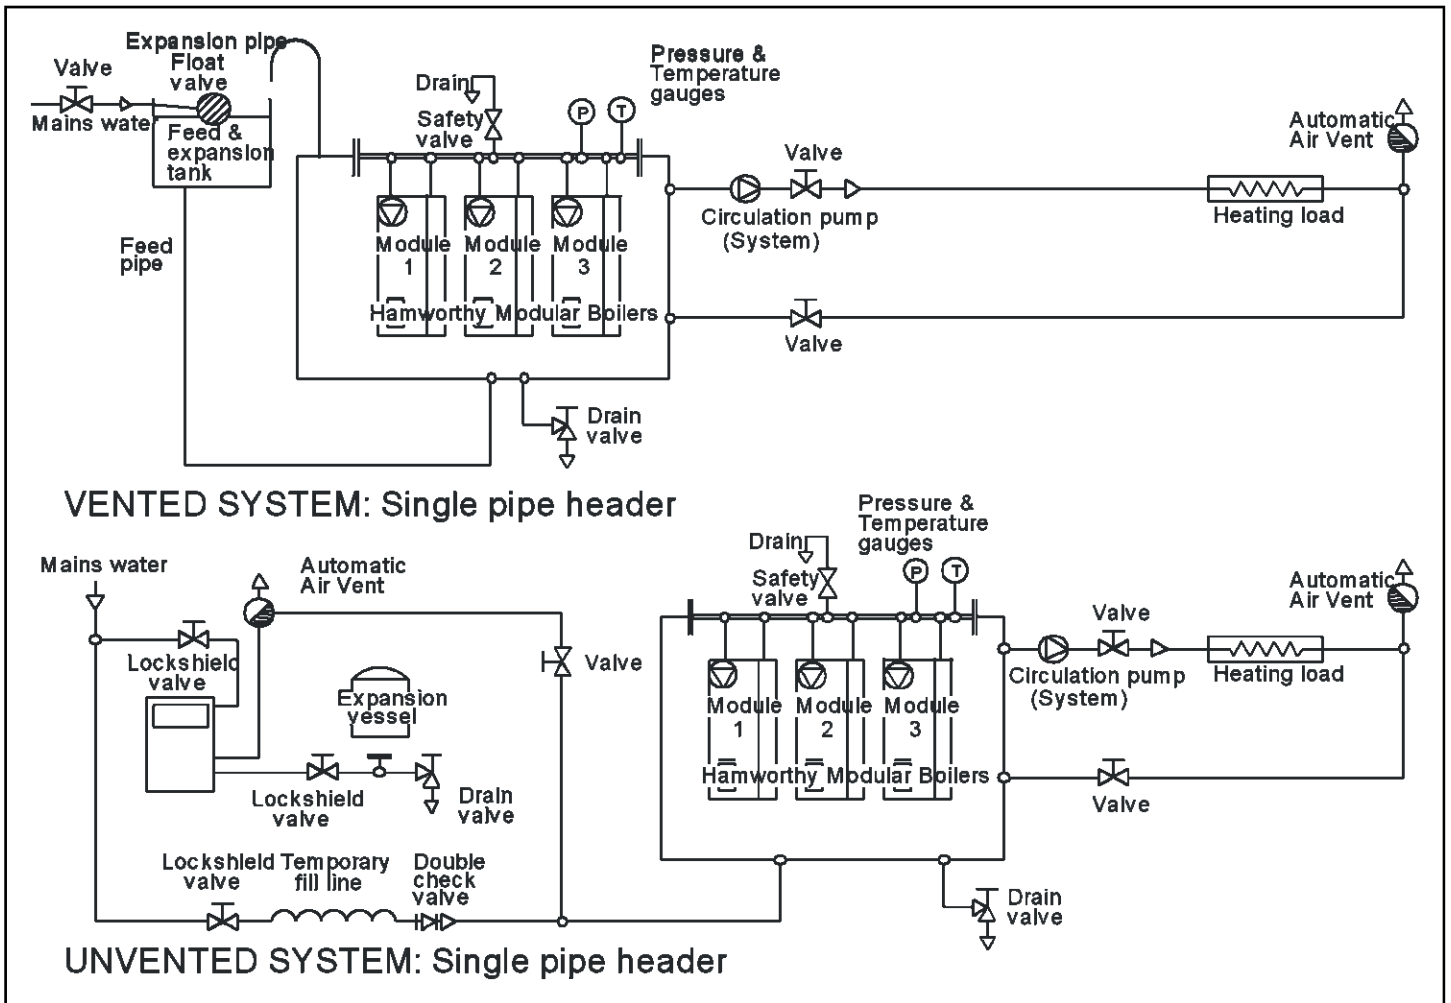 Expansion pipe
Float
valve
Valve
Mains water
Feed &
expansion
tank
Feed
pipe
Drain
Safety
valve
P
T
Pressure &
Temperature
gauges
Module
1
Module
2
Module
3
Hamworthy Modular Boilers
Valve
Circulation pump
(System)
Heating load
Automatic
Air Vent
Valve
Drain
valve
VENTED SYSTEM: Single pipe header
Mains water
Automatic
Air Vent
Lockshield
valve
Valve
Expansion
vessel
Lockshield
valve
Drain
valve
Lockshield
valve
Temporary
fill line
Double
check
valve
Drain
Safety
valve
P
T
Pressure &
Temperature
gauges
Module
1
Module
2
Module
3
Hamworthy Modular Boilers
Valve
Circulation pump
(System)
Heating load
Automatic
Air Vent
Valve
Drain
valve
UNVENTED SYSTEM: Single pipe header